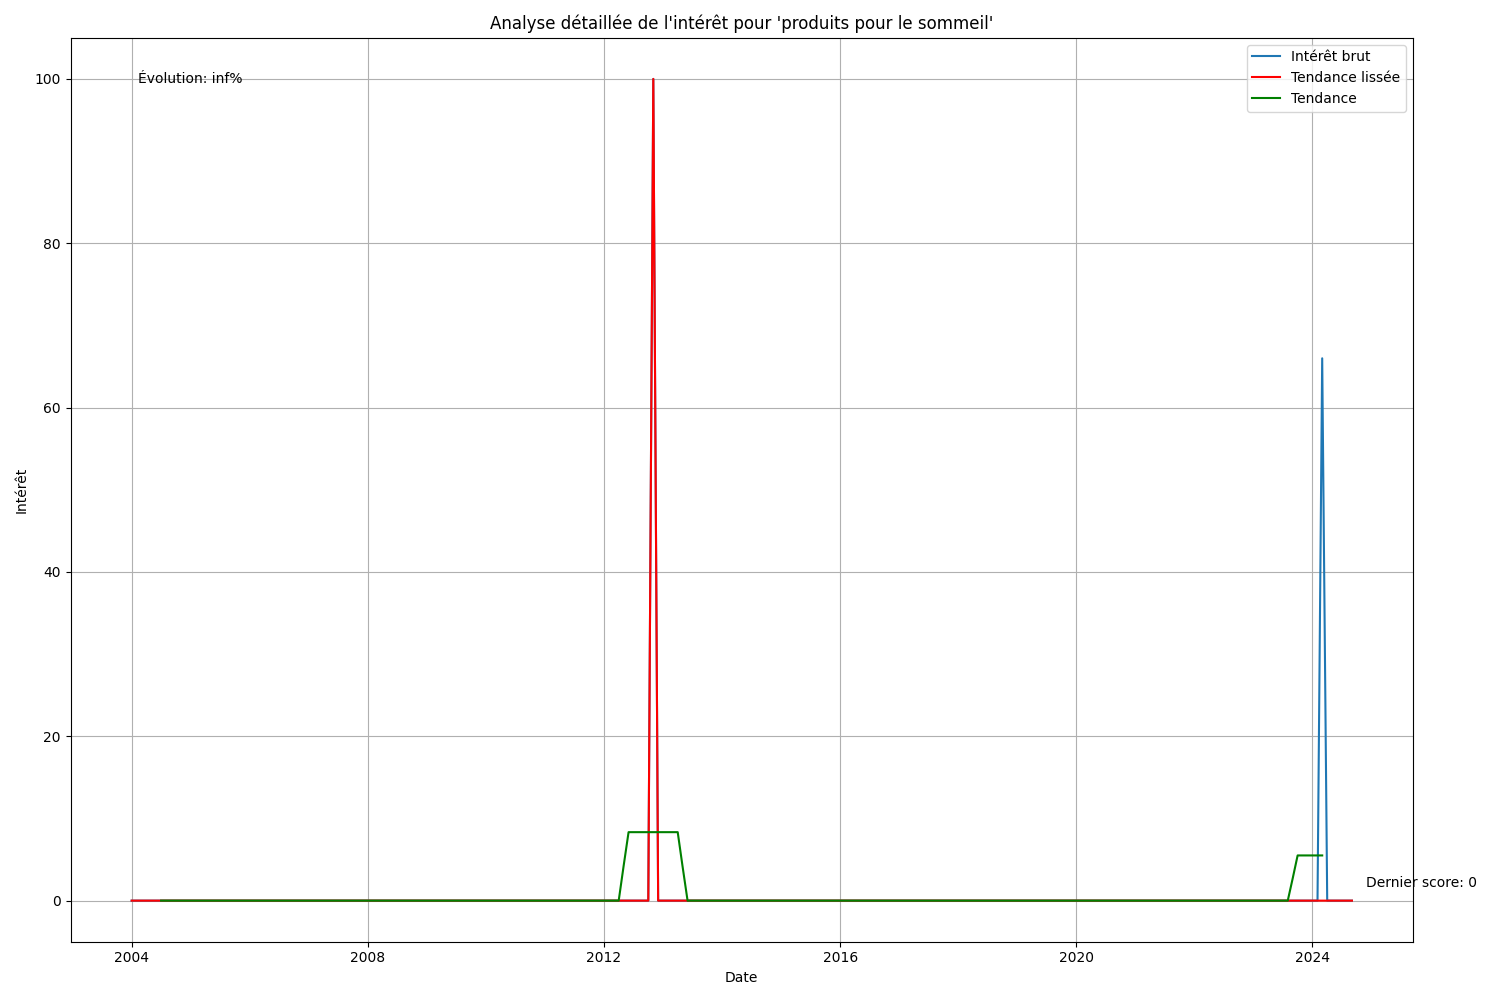 Analyse détaillée de l'intérêt pour 'produits pour le sommeil'
Évolution: inf%
Intérêt brut
Tendance lissée
Tendance
100
80
60
40
20
0
Intérêt
Dernier score: 0
2004
2008
2012
2016
2020
2024
Date